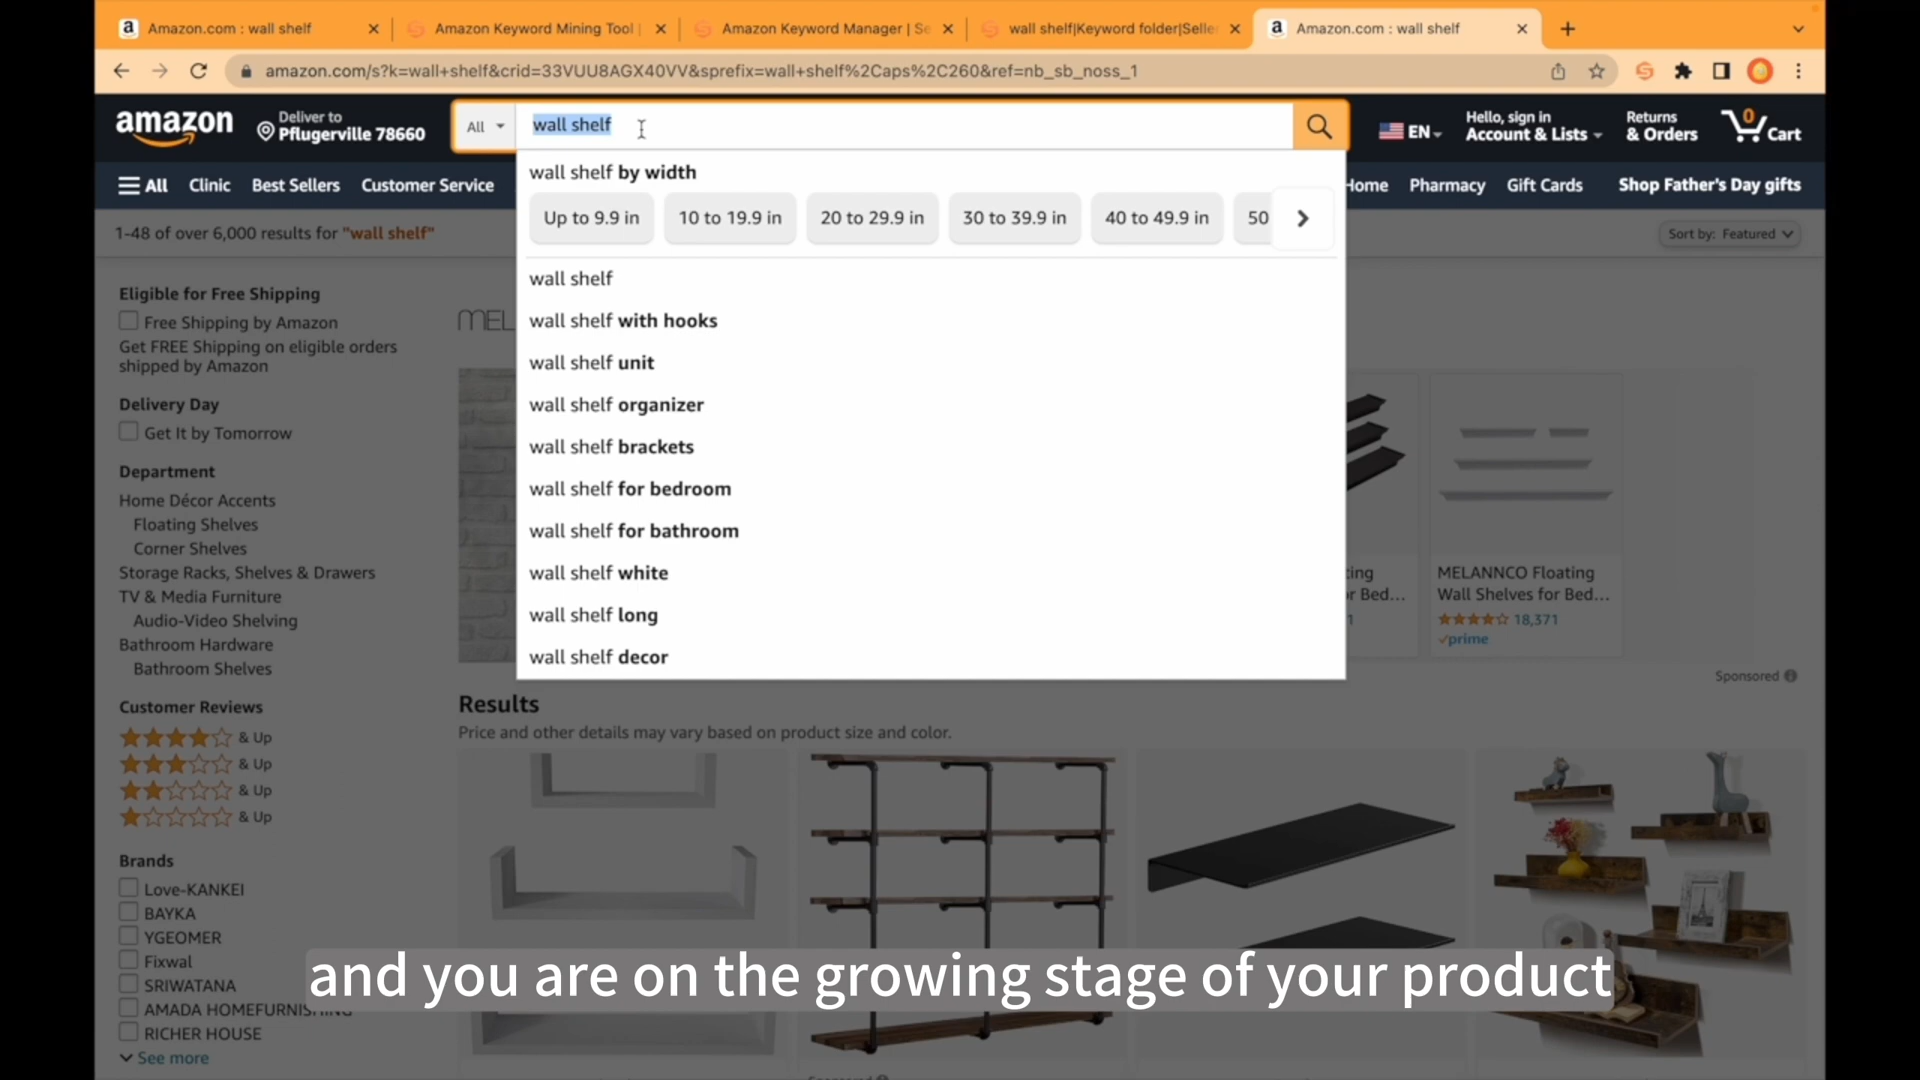 Amazon.com : wall shelf
Amazon Keyword Mining Tool |
Amazon Keyword Manager | Se
wall shelf|Keyword folder|Selle
Amazon.com : wall shelf
amazon.com/s?k=wall+shelf&crid=33VUU8AGX40VV&sprefix=wall+shelf%2Caps%2C260&ref=nb_sb_noss_1
amazon
Deliver to
Pflugerville 78660
All
wall shelf
EN
Hello, sign in
Account & Lists
Returns
& Orders
0
Cart
All
Clinic
Best Sellers
Customer Service
Home
Pharmacy
Gift Cards
Shop Father's Day gifts
wall shelf by width
Up to 9.9 in
10 to 19.9 in
20 to 29.9 in
30 to 39.9 in
40 to 49.9 in
50
wall shelf
wall shelf with hooks
wall shelf unit
wall shelf organizer
wall shelf brackets
wall shelf for bedroom
wall shelf for bathroom
wall shelf white
wall shelf long
wall shelf decor
1-48 of over 6,000 results for "wall shelf"
Sort by: Featured
Eligible for Free Shipping
Free Shipping by Amazon
Get FREE Shipping on eligible orders
shipped by Amazon
Delivery Day
Get It by Tomorrow
Department
Home Décor Accents
Floating Shelves
Corner Shelves
Storage Racks, Shelves & Drawers
TV & Media Furniture
Audio-Video Shelving
Bathroom Hardware
Bathroom Shelves
Customer Reviews
& Up
& Up
& Up
& Up
Brands
Love-KANKEI
BAYKA
YGEOMER
Fixwal
SRIWATANA
AMADA HOMEFURNISHING
RICHER HOUSE
See more
MEL
ting
r Bed...
1
MELANNCO Floating
Wall Shelves for Bed...
18,371
prime
Sponsored
Results
Price and other details may vary based on product size and color.
and you are on the growing stage of your product